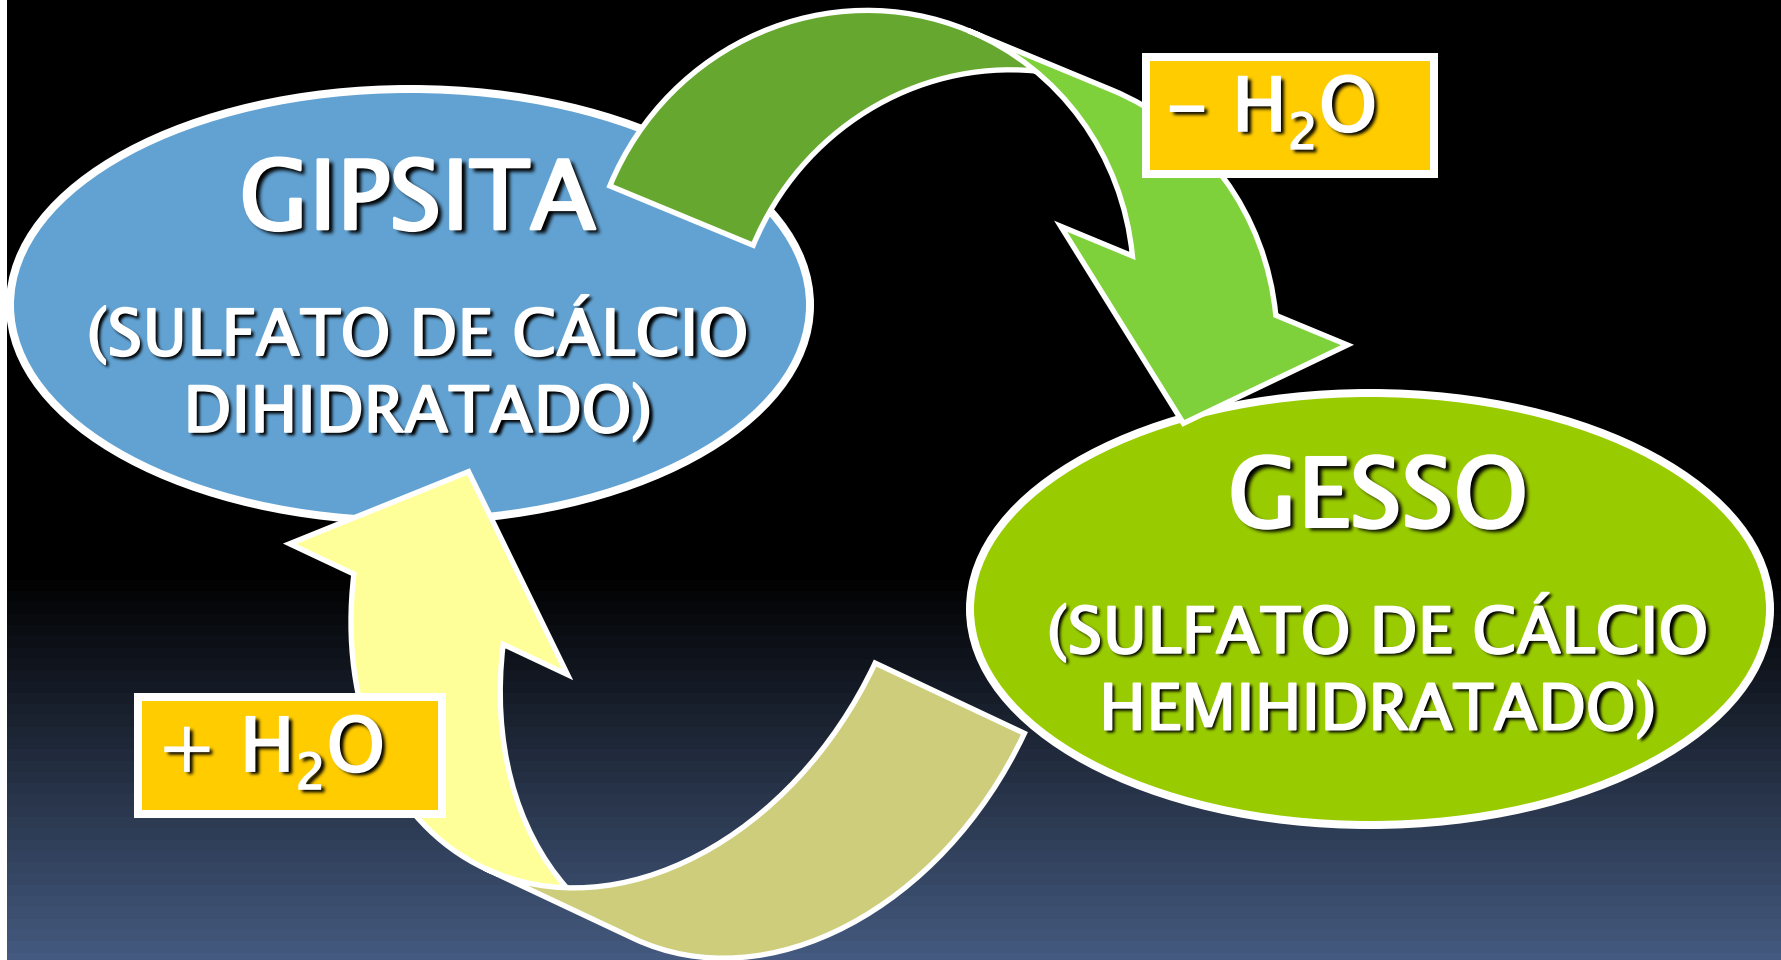 GIPSITA
(SULFATO DE CÁLCIO
DIHIDRATADO)
– H₂O
GESSO
(SULFATO DE CÁLCIO
HEMIHIDRATADO)
+ H₂O